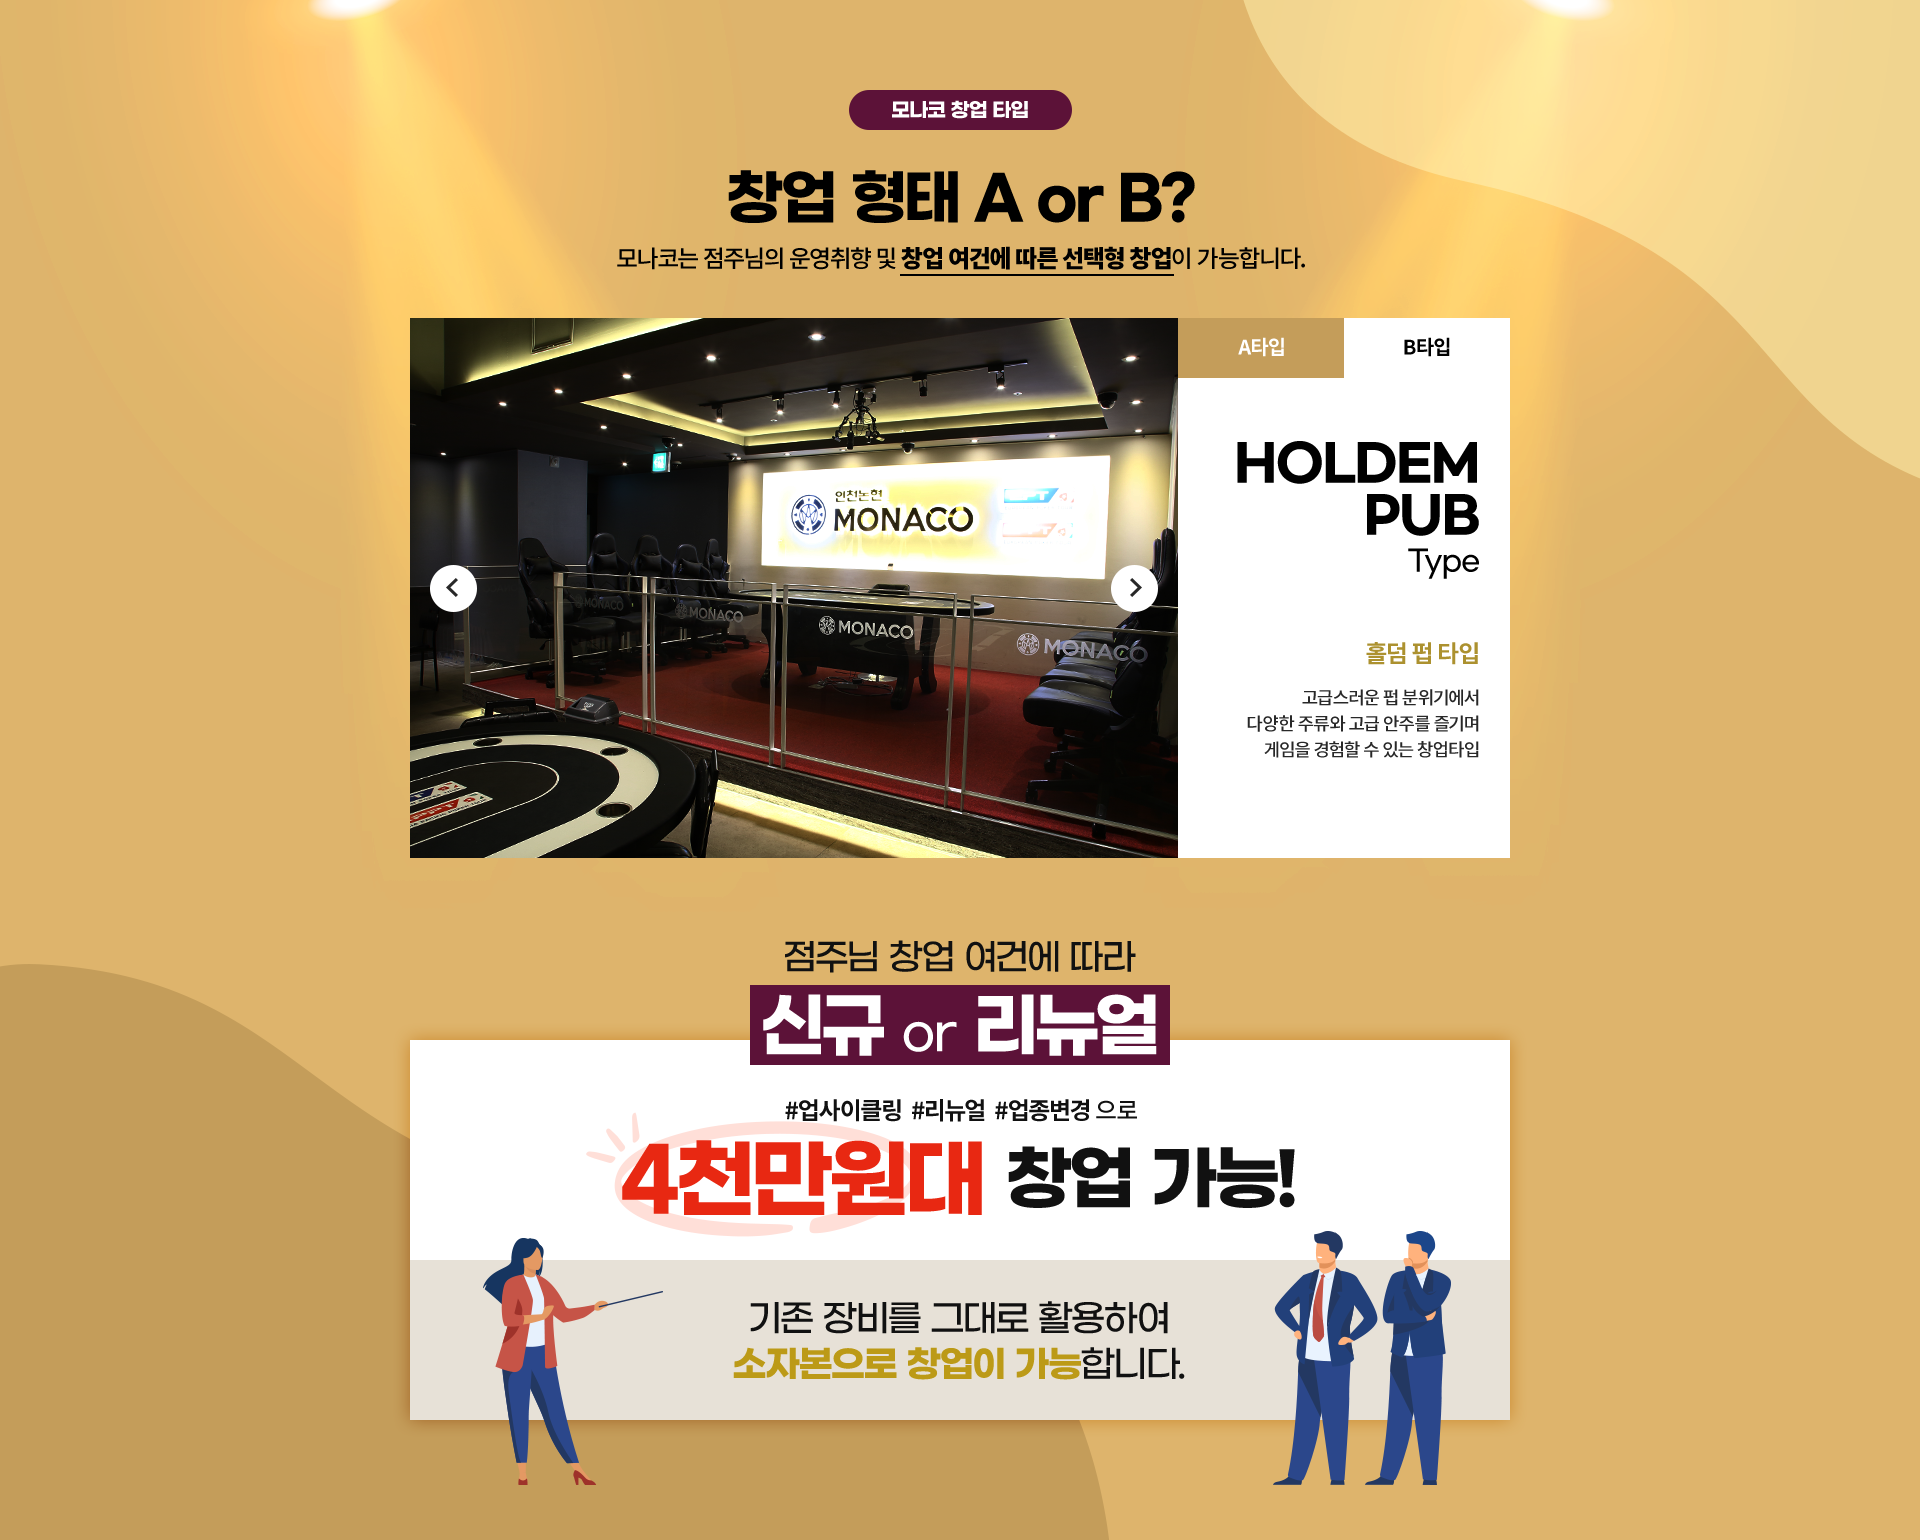 모나코 창업 타입
창업 형태 A or B?
모나코는 점주님의 운영취향 및 창업 여건에 따른 선택형 창업이 가능합니다.
인천논현
MONACO
MONACO
MONACO
MONACO
MONACO
A타입
B타입
HOLDEM
PUB
Type
홀덤 펍 타입
고급스러운 펍 분위기에서
다양한 주류와 고급 안주를 즐기며
게임을 경험할 수 있는 창업타입
점주님 창업 여건에 따라
신규 or 리뉴얼
#업사이클링 #리뉴얼 #업종변경 으로
4천만원대 창업 가능!
기존 장비를 그대로 활용하여
소자본으로 창업이 가능합니다.